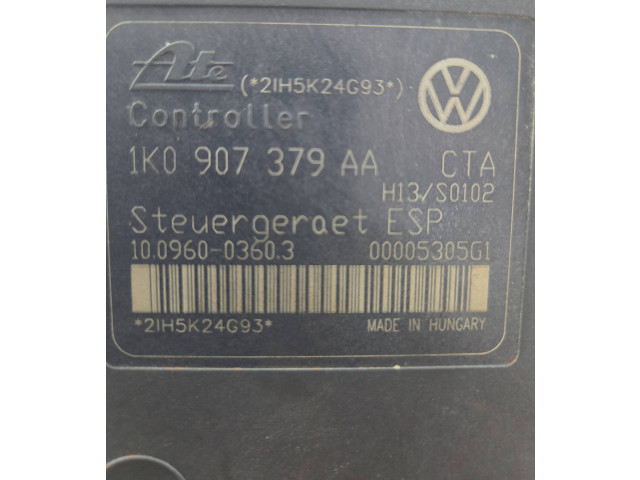 Ate (*2IH5K24G93*)
Controller
1K0 907 379 AA CTA
H13/S0102
Steuergeraet ESP
10.0960-0360.3 00005305G1
*2IH5K24G93* MADE IN HUNGARY